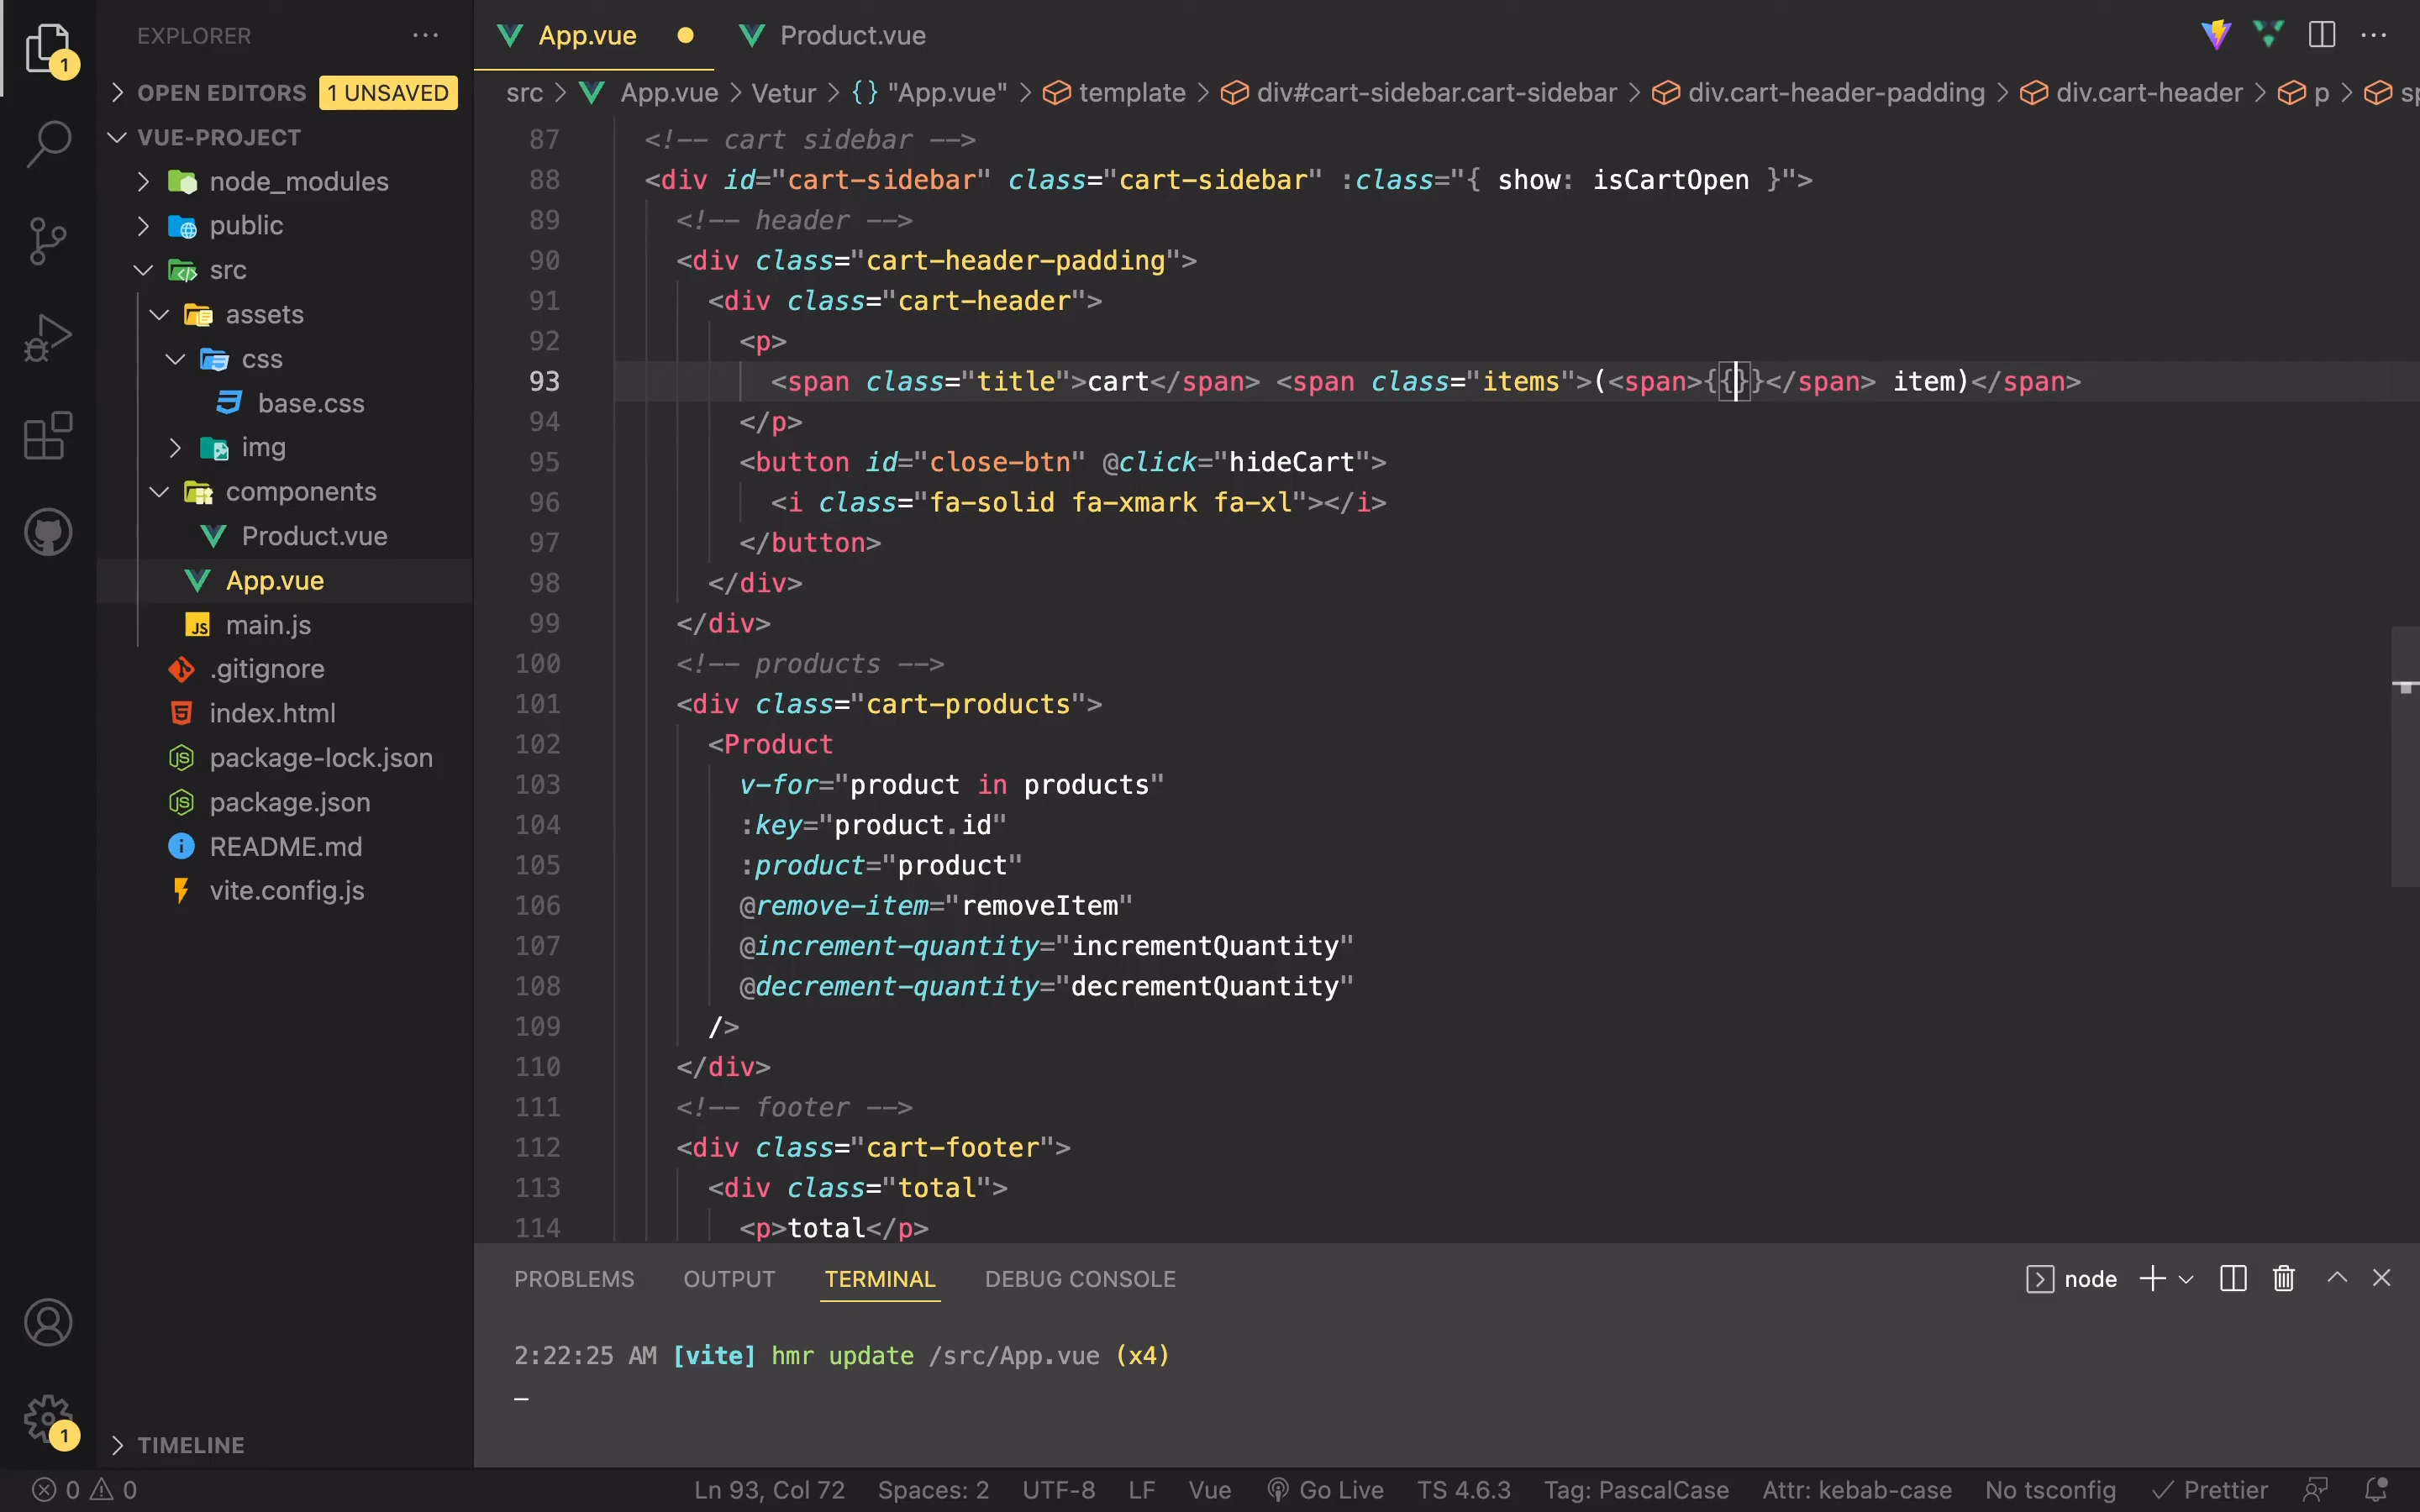 EXPLORER
1
OPEN EDITORS 1 UNSAVED
VUE-PROJECT
node_modules
public
src
assets
css
base.css
img
components
Product.vue
App.vue
JS main.js
.gitignore
index.html
package-lock.json
package.json
README.md
vite.config.js
1
TIMELINE
App.vue
Product.vue
src > App.vue > Vetur > {} "App.vue" > template > div#cart-sidebar.cart-sidebar > div.cart-header-padding > div.cart-header > p >
87 <!-- cart sidebar -->
88 <div id="cart-sidebar" class="cart-sidebar" :class="{ show: isCartOpen }">
89 <!-- header -->
90 <div class="cart-header-padding">
91 <div class="cart-header">
92 <p>
93 <span class="title">cart</span> <span class="items">(<span>{{}}</span> item)</span>
94 </p>
95 <button id="close-btn" @click="hideCart">
96 <i class="fa-solid fa-xmark fa-xl"></i>
97 </button>
98 </div>
99 </div>
100 <!-- products -->
101 <div class="cart-products">
102 <Product
103 v-for="product in products"
104 :key="product.id"
105 :product="product"
106 @remove-item="removeItem"
107 @increment-quantity="incrementQuantity"
108 @decrement-quantity="decrementQuantity"
109 />
110 </div>
111 <!-- footer -->
112 <div class="cart-footer">
113 <div class="total">
114 <p>total</p>
PROBLEMS OUTPUT TERMINAL DEBUG CONSOLE
node
2:22:25 AM [vite] hmr update /src/App.vue (x4)
0 0 Ln 93, Col 72 Spaces: 2 UTF-8 LF Vue Go Live TS 4.6.3 Tag: PascalCase Attr: kebab-case No tsconfig Prettier